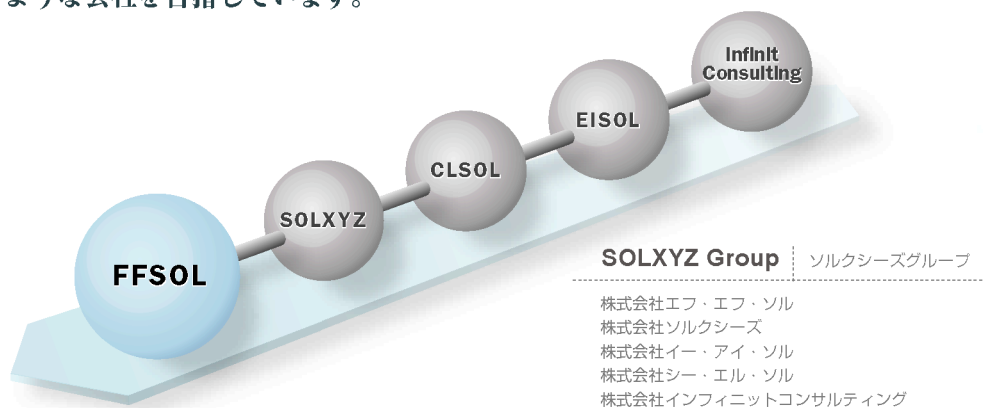 ような会社を目指しています。
Infinit
Consulting
EISOL
CLSOL
SOLXYZ
FFSOL
SOLXYZ Group ソルクシーズグループ
株式会社エフ・エフ・ソル
株式会社ソルクシーズ
株式会社イー・アイ・ソル
株式会社シー・エル・ソル
株式会社インフィニットコンサルティング